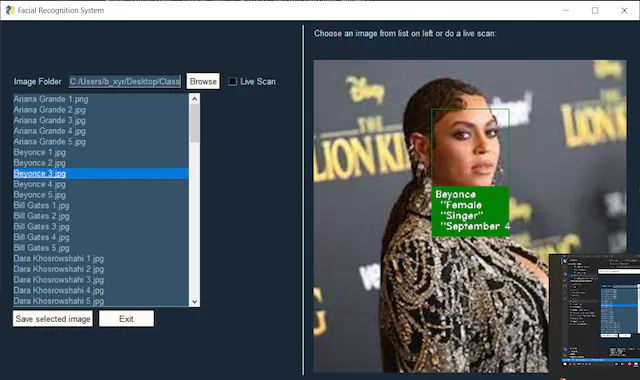 Facial Recognition System
Choose an image from list on left or do a live scan:
Image Folder C:/Users/b_xyr/Desktop/Class Browse Live Scan
Ariana Grande 1.png
Ariana Grande 2.jpg
Ariana Grande 3.jpg
Ariana Grande 4.jpg
Ariana Grande 5.jpg
Beyonce 1.jpg
Beyonce 2.jpg
Beyonce 3.jpg
Beyonce 4.jpg
Beyonce 5.jpg
Bill Gates 2.jpg
Bill Gates 3.jpg
Bill Gates 4.jpg
Bill Gates 5.jpg
Dara Khosrowshahi 1.jpg
Dara Khosrowshahi 2.jpg
Dara Khosrowshahi 3.jpg
Dara Khosrowshahi 4.jpg
Dara Khosrowshahi 5.jpg
Save selected image Exit
Disney
THE
LION KING
Disney
LION
Beyonce
"Female
"Singer"
"September 4